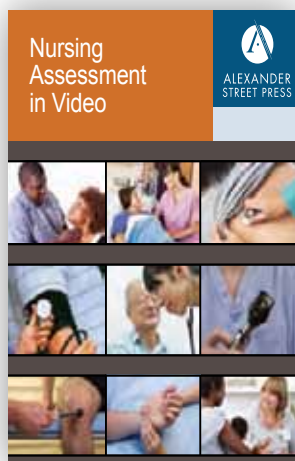 Nursing
Assessment
in Video
ALEXANDER
STREET PRESS